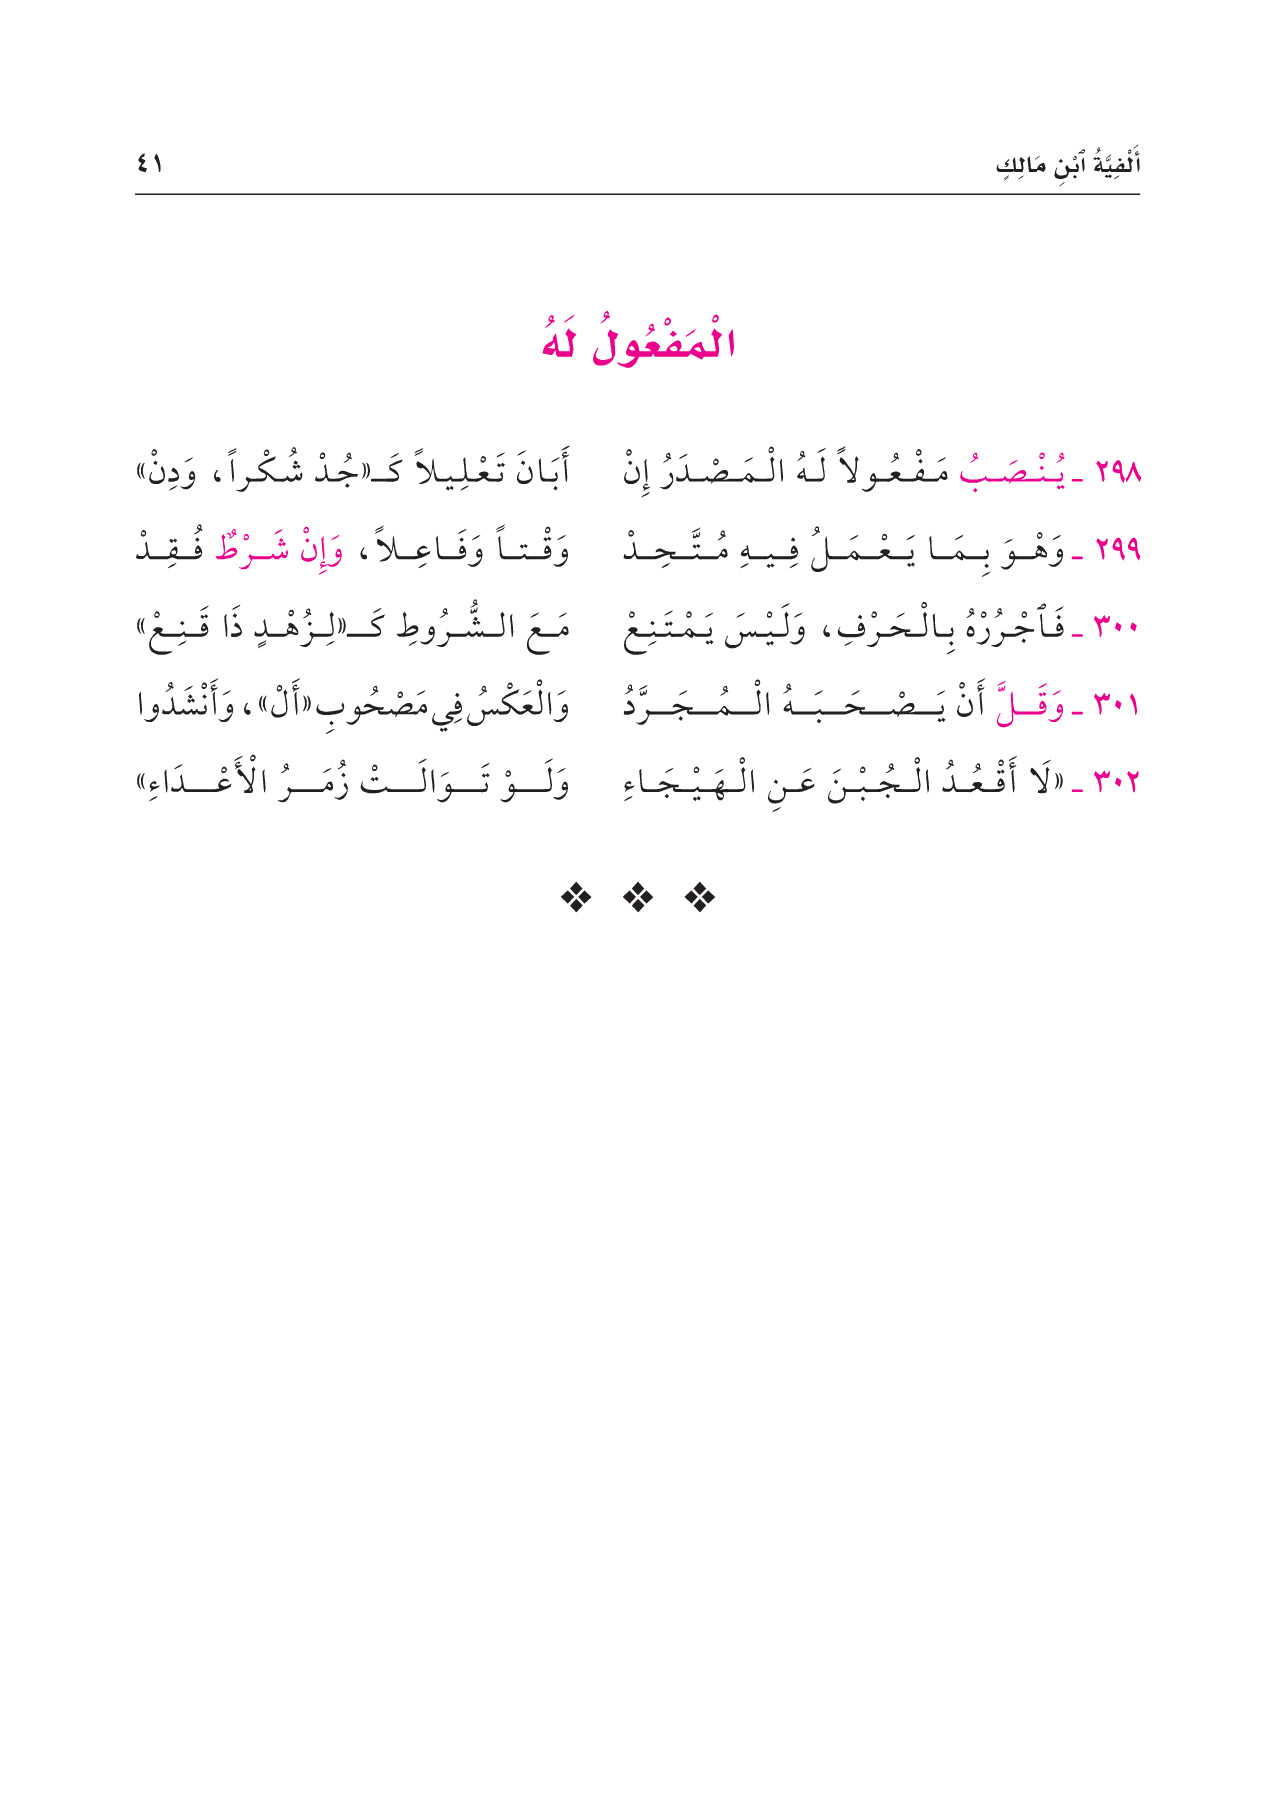 أَلْفِيَّةُ ٱبْنِ مَالِكٍ ٤١
الْمَفْعُولُ لَهُ
٢٩٨ - يُنْصَبُ مَفْعُولاً لَهُ الْمَصْدَرُ إِنْ أَبَانَ تَعْلِيلاً كَـ«جُدْ شُكْراً، وَدِنْ»
٢٩٩ - وَهْوَ بِمَا يَعْمَلُ فِيهِ مُتَّحِدْ وَقْتاً وَفَاعِلاً، وَإِنْ شَرْطٌ فُقِدْ
٣٠٠ - فَٱجْرُرْهُ بِالْحَرْفِ، وَلَيْسَ يَمْتَنِعْ مَعَ الشُّرُوطِ كَـ«لِزُهْدٍ ذَا قَنِعْ»
٣٠١ - وَقَلَّ أَنْ يَصْحَبَهُ الْمُجَرَّدُ وَالْعَكْسُ فِي مَصْحُوبِ «أَلْ»، وَأَنْشَدُوا
٣٠٢ - «لَا أَقْعُدُ الْجُبْنَ عَنِ الْهَيْجَاءِ وَلَوْ تَوَالَتْ زُمَرُ الْأَعْدَاءِ»